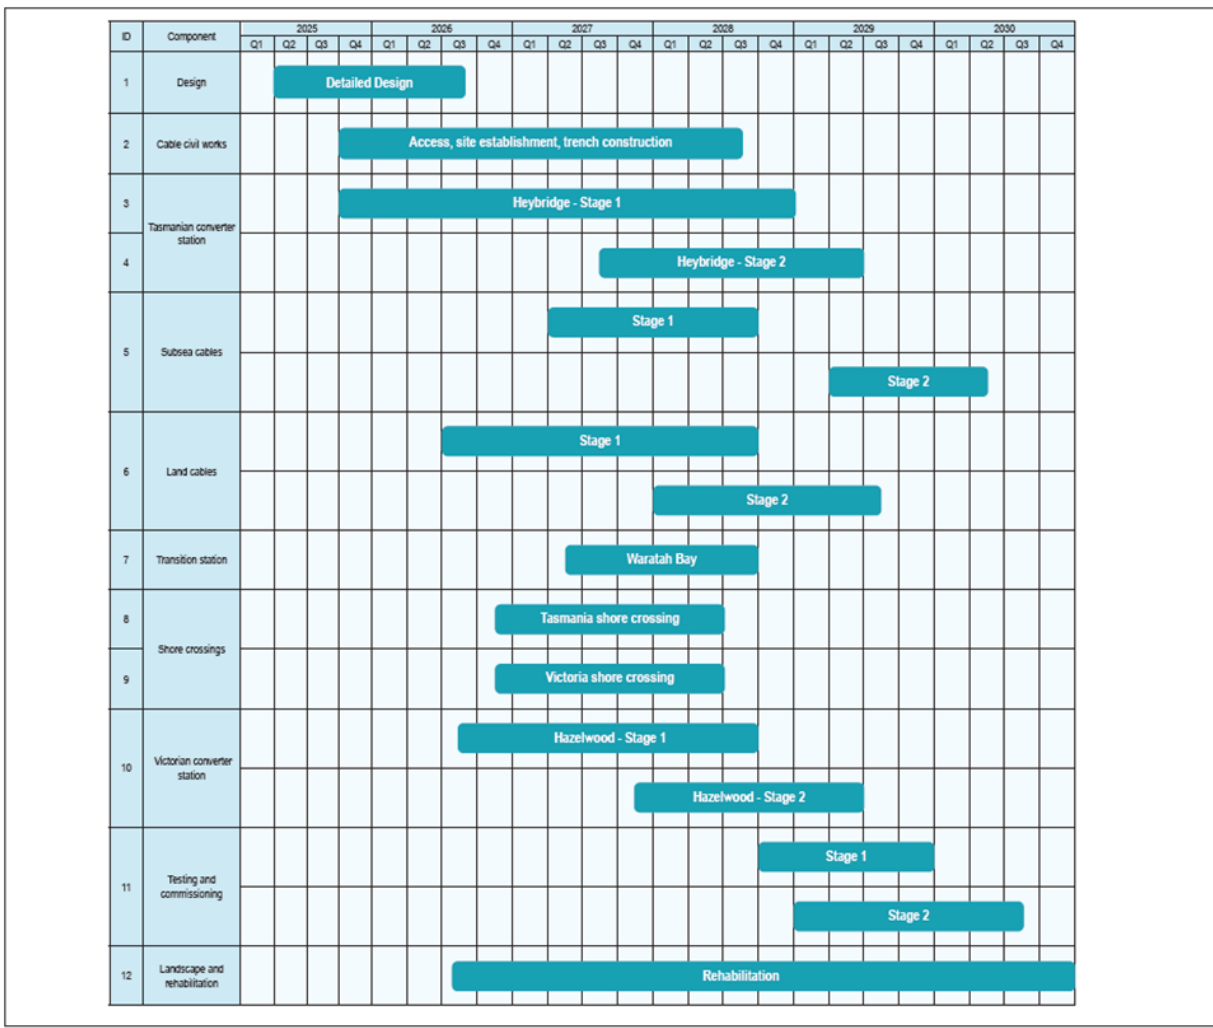 ID Component 2025 2026 2027 2028 2029 2030
Q1 Q2 Q3 Q4 Q1 Q2 Q3 Q4 Q1 Q2 Q3 Q4 Q1 Q2 Q3 Q4 Q1 Q2 Q3 Q4 Q1 Q2 Q3 Q4
1 Design Detailed Design
2 Cable civil works Access, site establishment, trench construction
3 Heybridge - Stage 1
Tasmanian converter
station
4 Heybridge - Stage 2
Stage 1
5 Subsea cables
Stage 2
Stage 1
6 Land cables
Stage 2
7 Transition station Waratah Bay
8 Tasmania shore crossing
Shore crossings
9 Victoria shore crossing
Hazelwood - Stage 1
10 Victorian converter
station
Hazelwood - Stage 2
Stage 1
11 Testing and
commissioning
Stage 2
12 Landscape and
rehabilitation
Rehabilitation